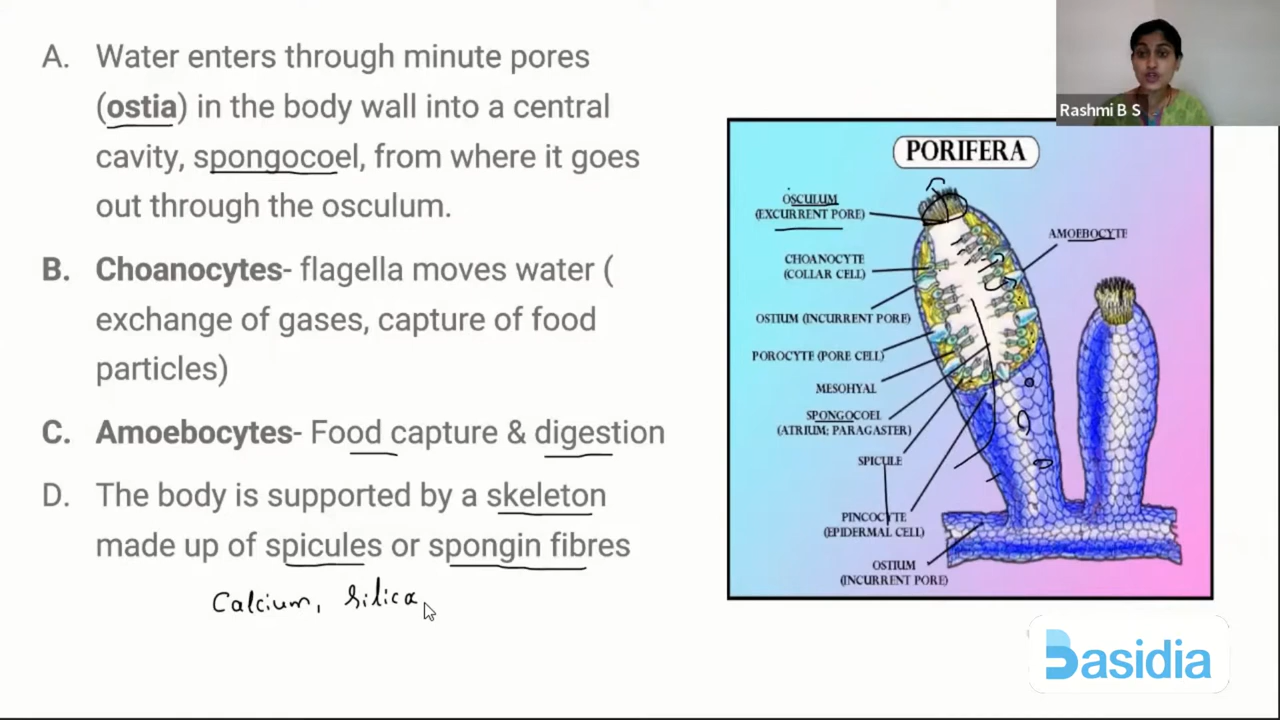 A. Water enters through minute pores
(ostia) in the body wall into a central
cavity, spongocoel, from where it goes
out through the osculum.
B. Choanocytes- flagella moves water (
exchange of gases, capture of food
particles)
C. Amoebocytes- Food capture & digestion
D. The body is supported by a skeleton
made up of spicules or spongin fibres
Calcium, Silica
Rashmi B S
PORIFERA
OSCULUM
(EXCURRENT PORE)
AMOEBOCYTE
CHOANOCYTE
(COLLAR CELL)
OSTIUM (INCURRENT PORE)
POROCYTE (PORE CELL)
MESOHYAL
SPONGOCOEL
(ATRIUM; PARAGASTER)
SPICULE
PINCOCYTE
(EPIDERMAL CELL)
OSTIUM
(INCURRENT PORE)
Basidia